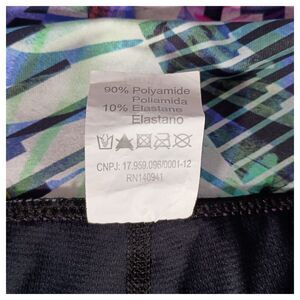 90% Polyamide
Poliamida
10% Elastane
Elastano
CNPJ: 17.959.096/0001-12
RN140941